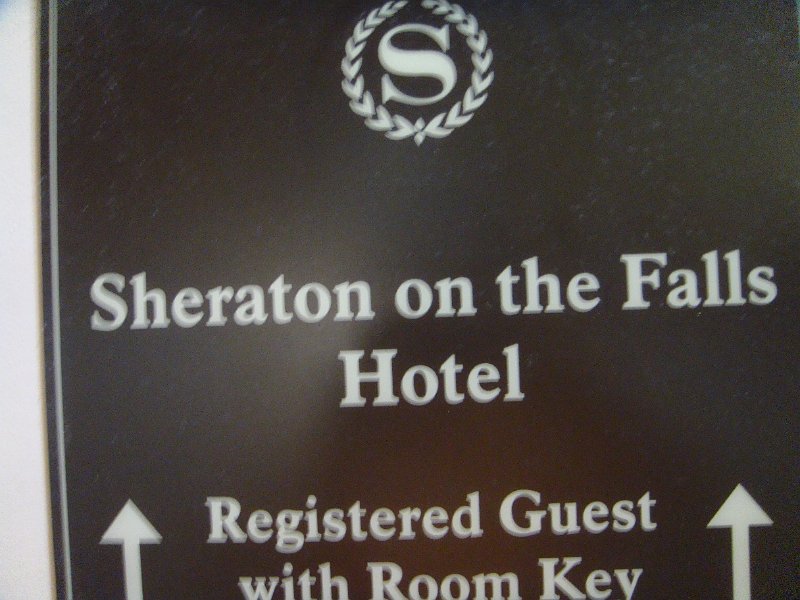 S
Sheraton on the Falls
Hotel
Registered Guest
with Room Key